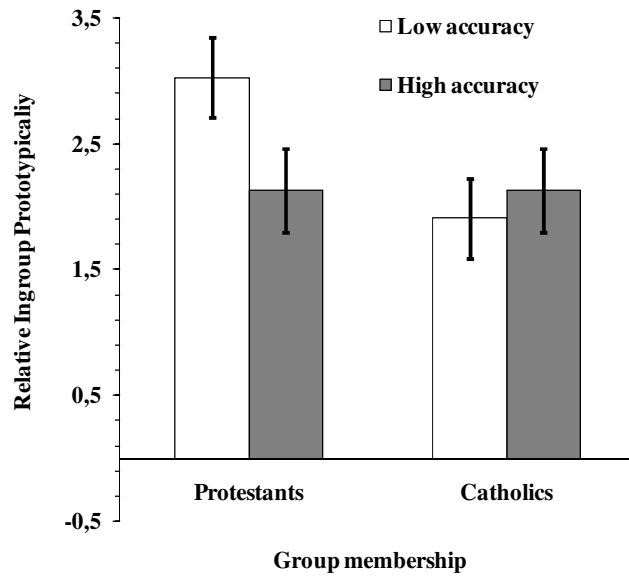 3,5
2,5
1,5
0,5
-0,5
Relative Ingroup Prototypicaliy
Low accuracy
High accuracy
Protestants
Catholics
Group membership